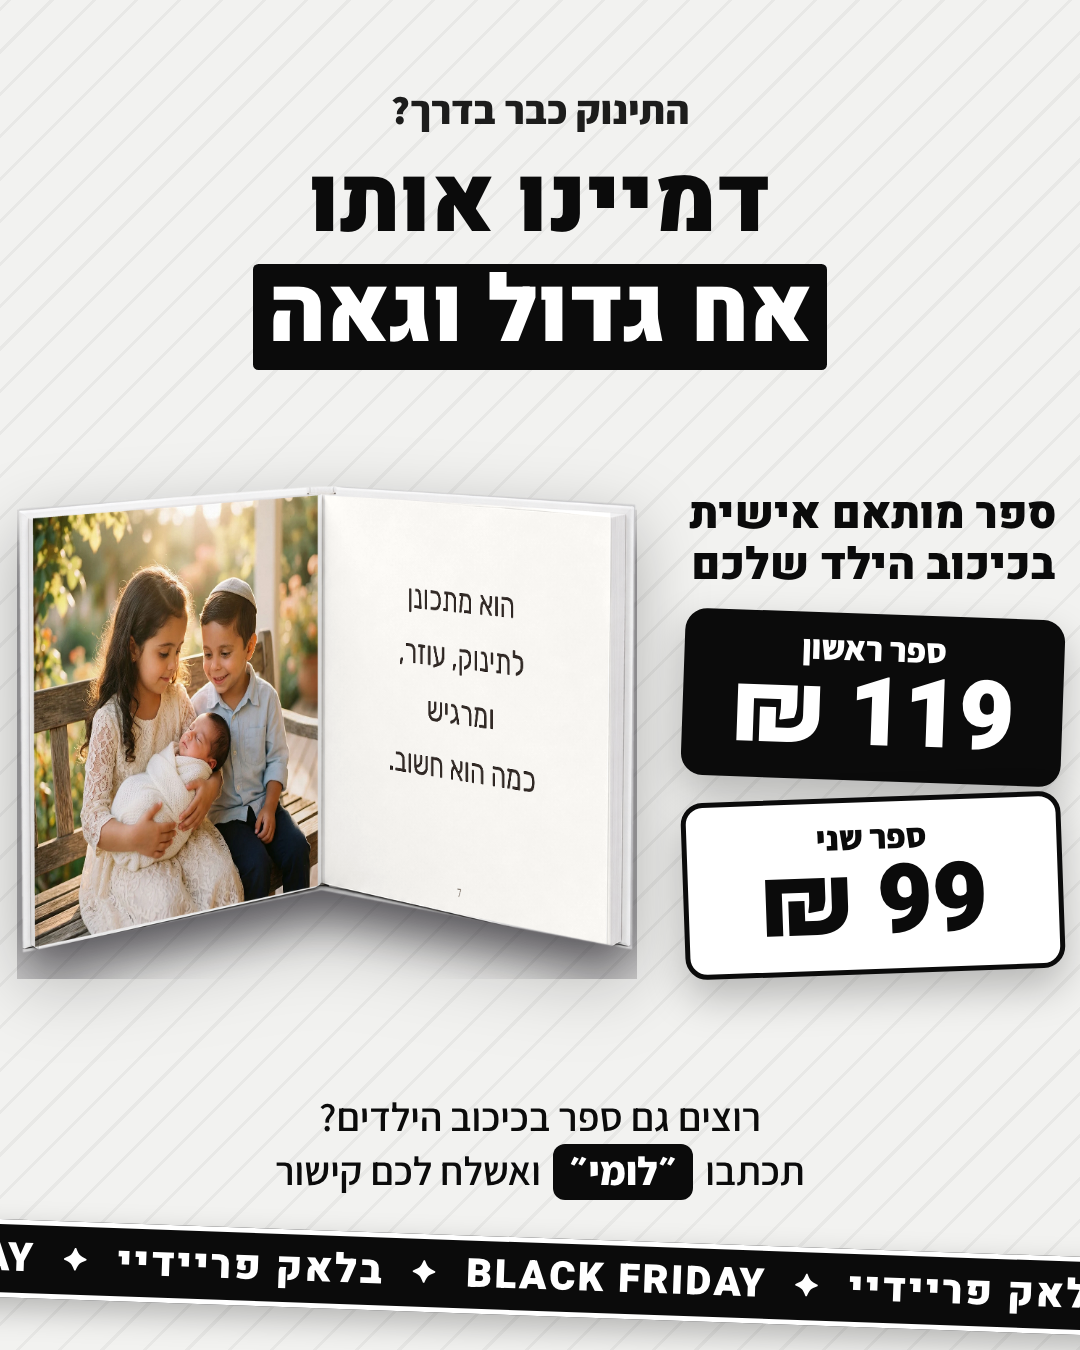 התינוק כבר בדרך?
דמיינו אותו
אח גדול וגאה
ספר מותאם אישית
בכיכוב הילד שלכם
הוא מתכונן
לתינוק, עוזר,
ומרגיש
כמה הוא חשוב.
7
ספר ראשון
119 ₪
ספר שני
99 ₪
רוצים גם ספר בכיכוב הילדים?
תכתבו ״לומי״ ואשלח לכם קישור
AY ✦ בלאק פריידיי ✦ BLACK FRIDAY ✦ לאק פריידיי